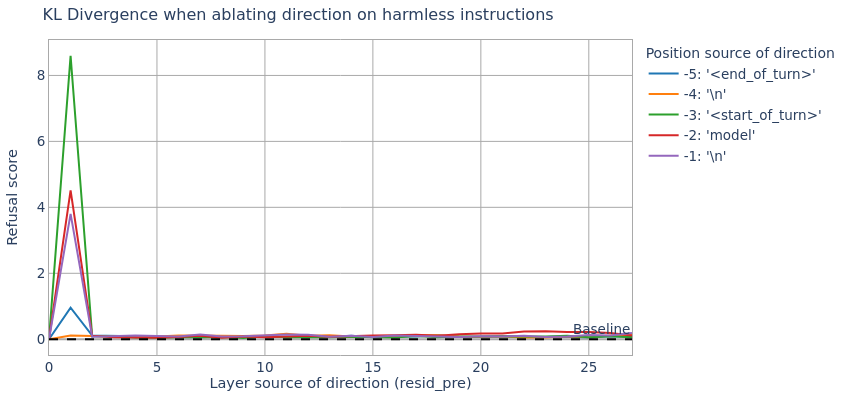 KL Divergence when ablating direction on harmless instructions
Refusal score
8
6
4
2
0
Baseline
0
5
10
15
20
25
Layer source of direction (resid_pre)
Position source of direction
-5: '<end_of_turn>'
-4: '\n'
-3: '<start_of_turn>'
-2: 'model'
-1: '\n'